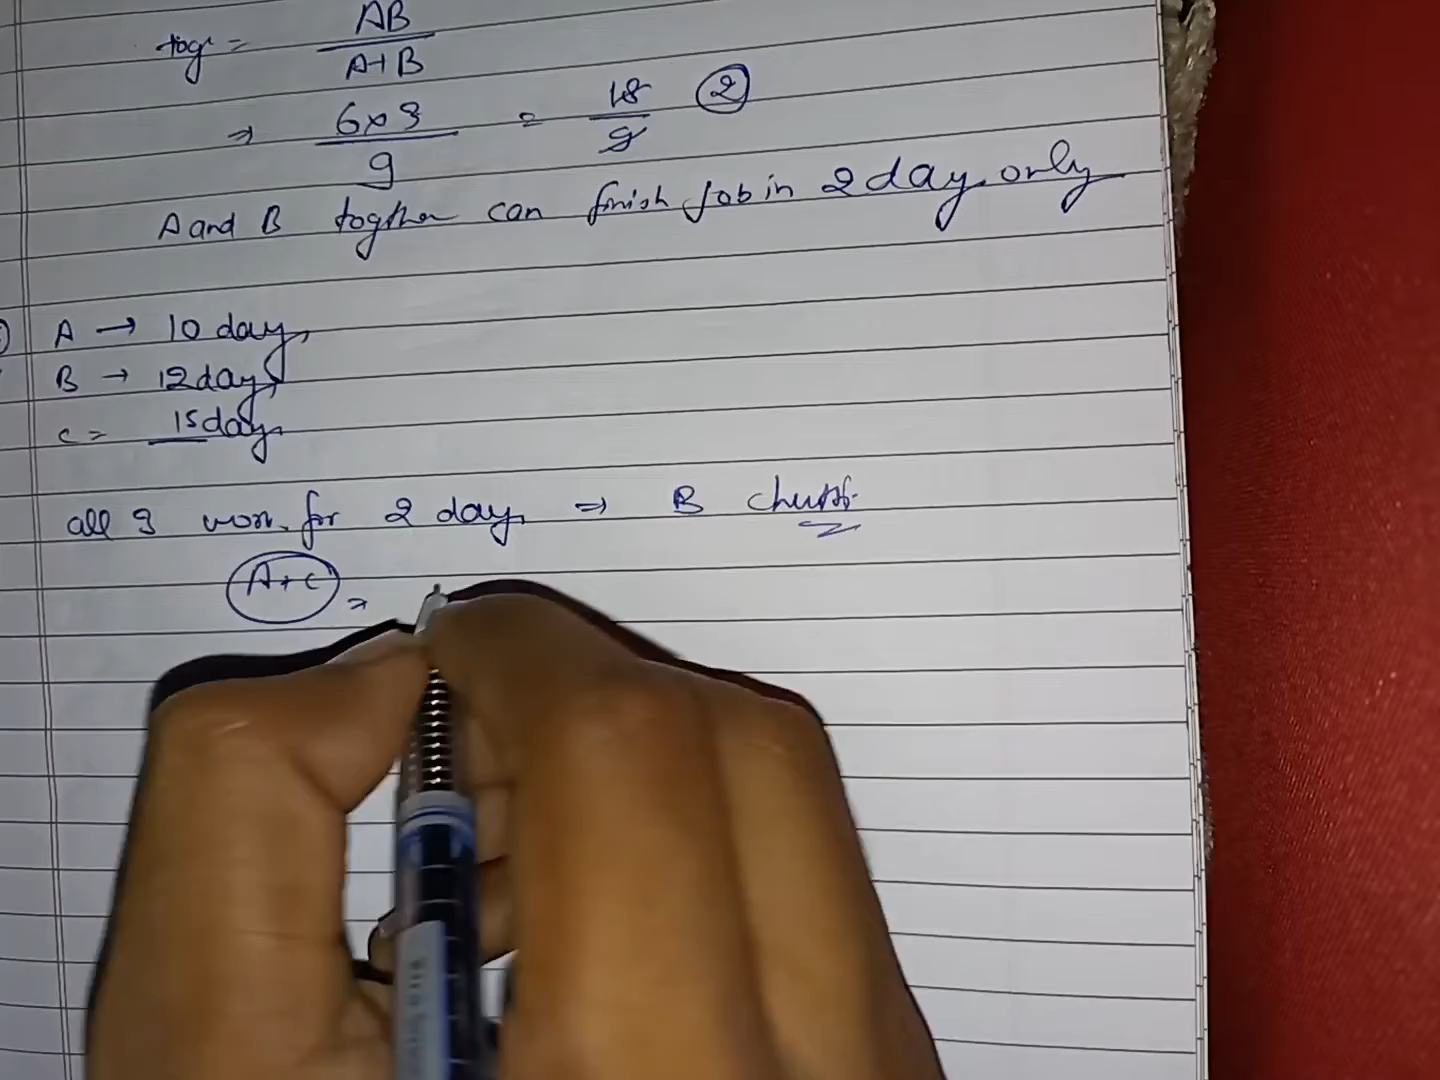 togr =
AB
A+B
⇒ 6×3 = 18 ②
9 9
A and B togther can finish Job in 2 day only
A → 10 day
B → 12 day
C = 15 day
all 3 work for 2 day ⇒ B
A+C =